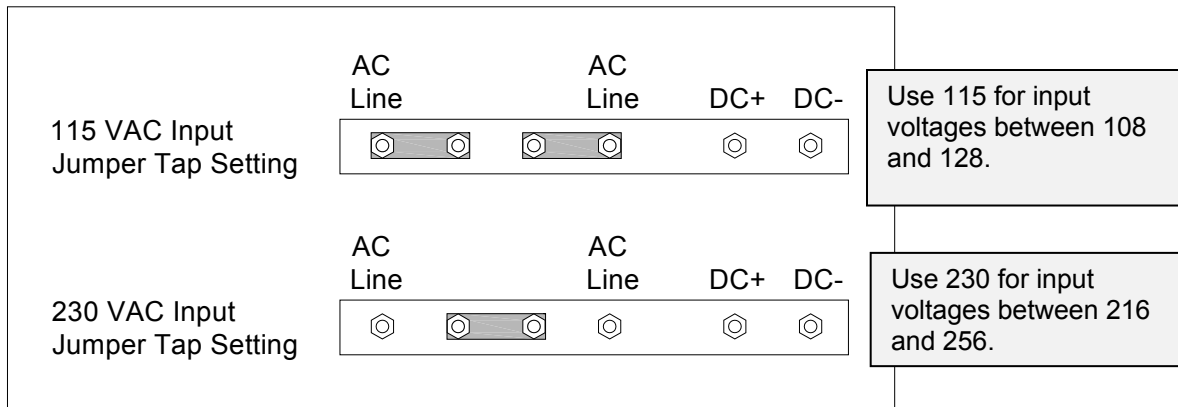 AC Line
AC Line
DC+ DC-
115 VAC Input
Jumper Tap Setting
Use 115 for input
voltages between 108
and 128.
AC Line
AC Line
DC+ DC-
230 VAC Input
Jumper Tap Setting
Use 230 for input
voltages between 216
and 256.